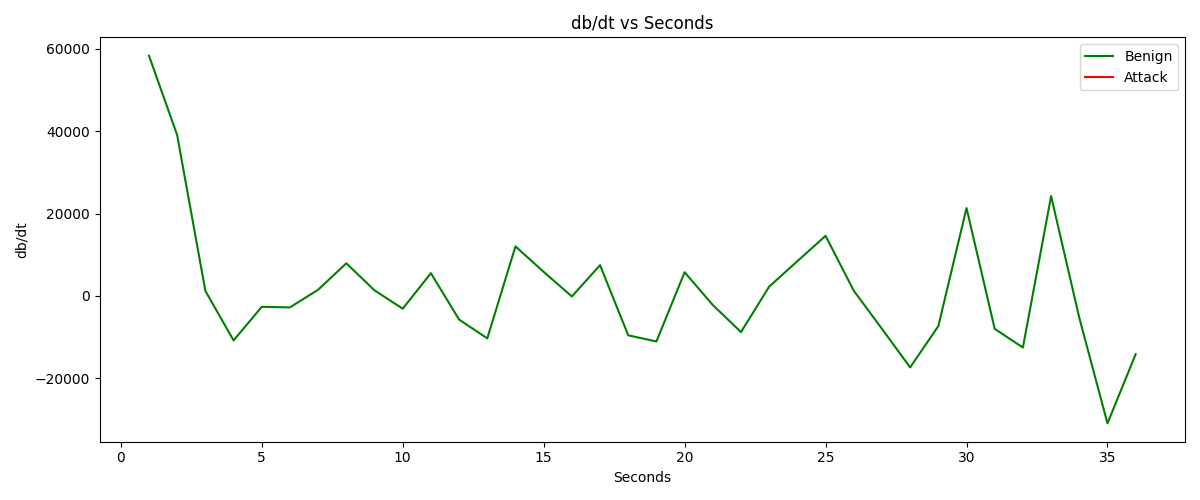 db/dt vs Seconds
60000
40000
20000
0
−20000
db/dt
Benign
Attack
0 5 10 15 20 25 30 35
Seconds